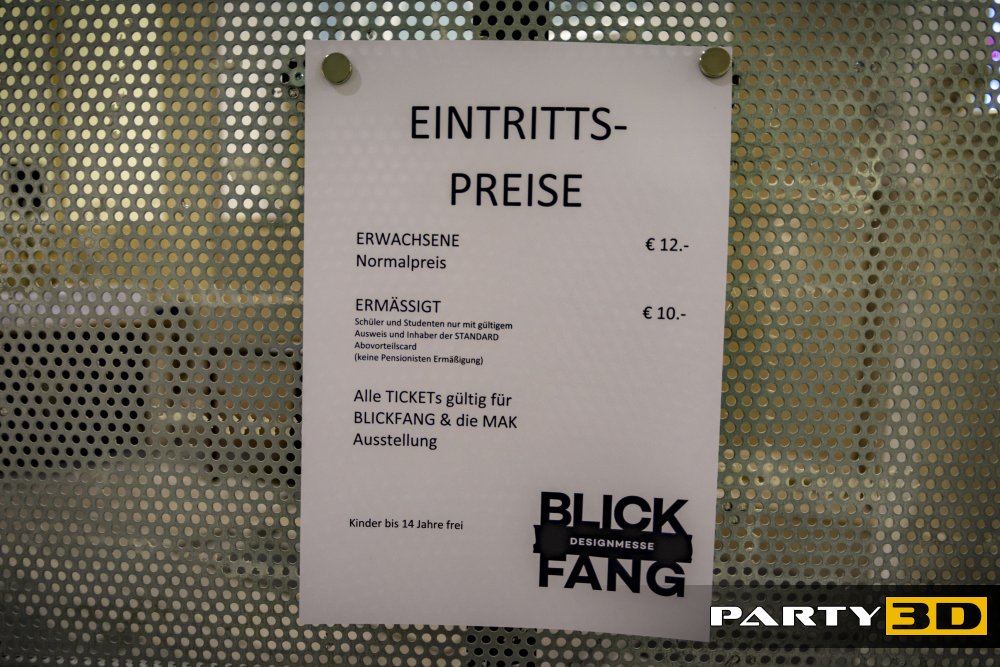 EINTRITTS-
PREISE
ERWACHSENE € 12.-
Normalpreis
ERMÄSSIGT € 10.-
Schüler und Studenten nur mit gültigem
Ausweis und Inhaber der STANDARD
Abovorteilscard
(keine Pensionisten Ermäßigung)
Alle TICKETs gültig für
BLICKFANG & die MAK
Ausstellung
Kinder bis 14 Jahre frei
BLICK
DESIGNMESSE
FANG
PARTY3D